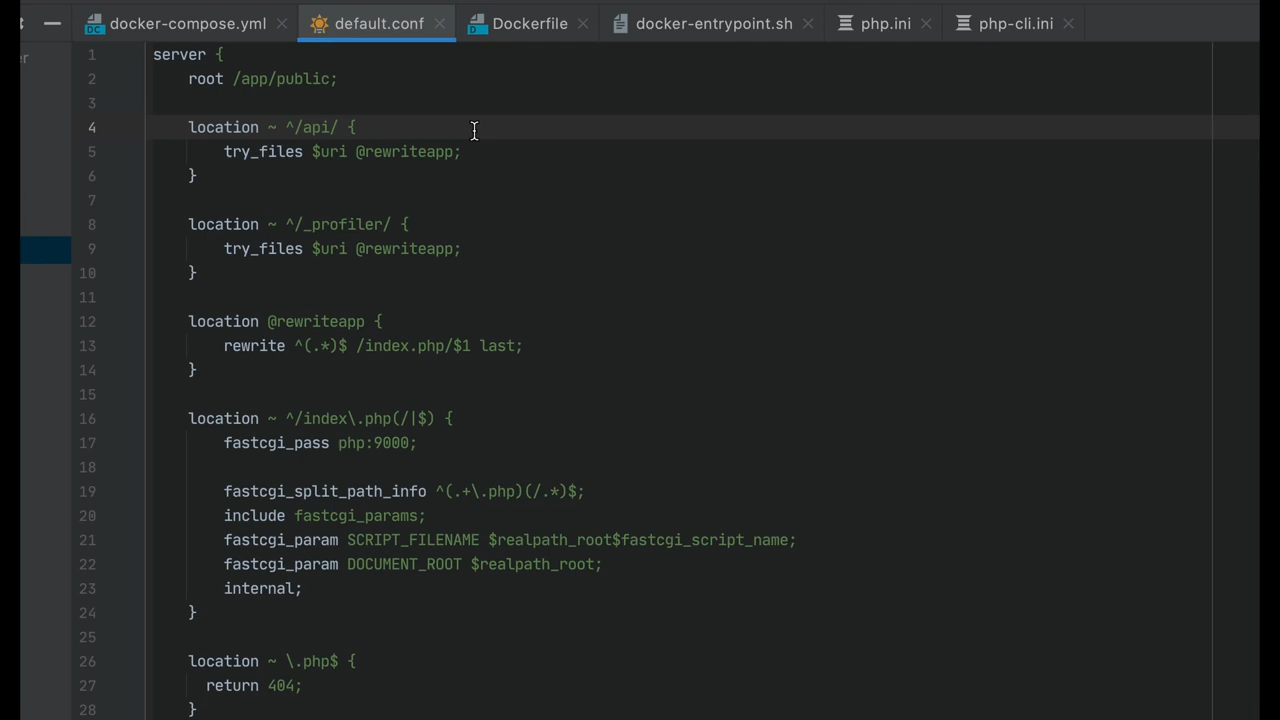 docker-compose.yml default.conf Dockerfile docker-entrypoint.sh php.ini php-cli.ini
er
1 server {
2 root /app/public;
3
4 location ~ ^/api/ {
5 try_files $uri @rewriteapp;
6 }
7
8 location ~ ^/_profiler/ {
9 try_files $uri @rewriteapp;
10 }
11
12 location @rewriteapp {
13 rewrite ^(.*)$ /index.php/$1 last;
14 }
15
16 location ~ ^/index\.php(/|$) {
17 fastcgi_pass php:9000;
18
19 fastcgi_split_path_info ^(.+\.php)(/.*)$;
20 include fastcgi_params;
21 fastcgi_param SCRIPT_FILENAME $realpath_root$fastcgi_script_name;
22 fastcgi_param DOCUMENT_ROOT $realpath_root;
23 internal;
24 }
25
26 location ~ \.php$ {
27 return 404;
28 }